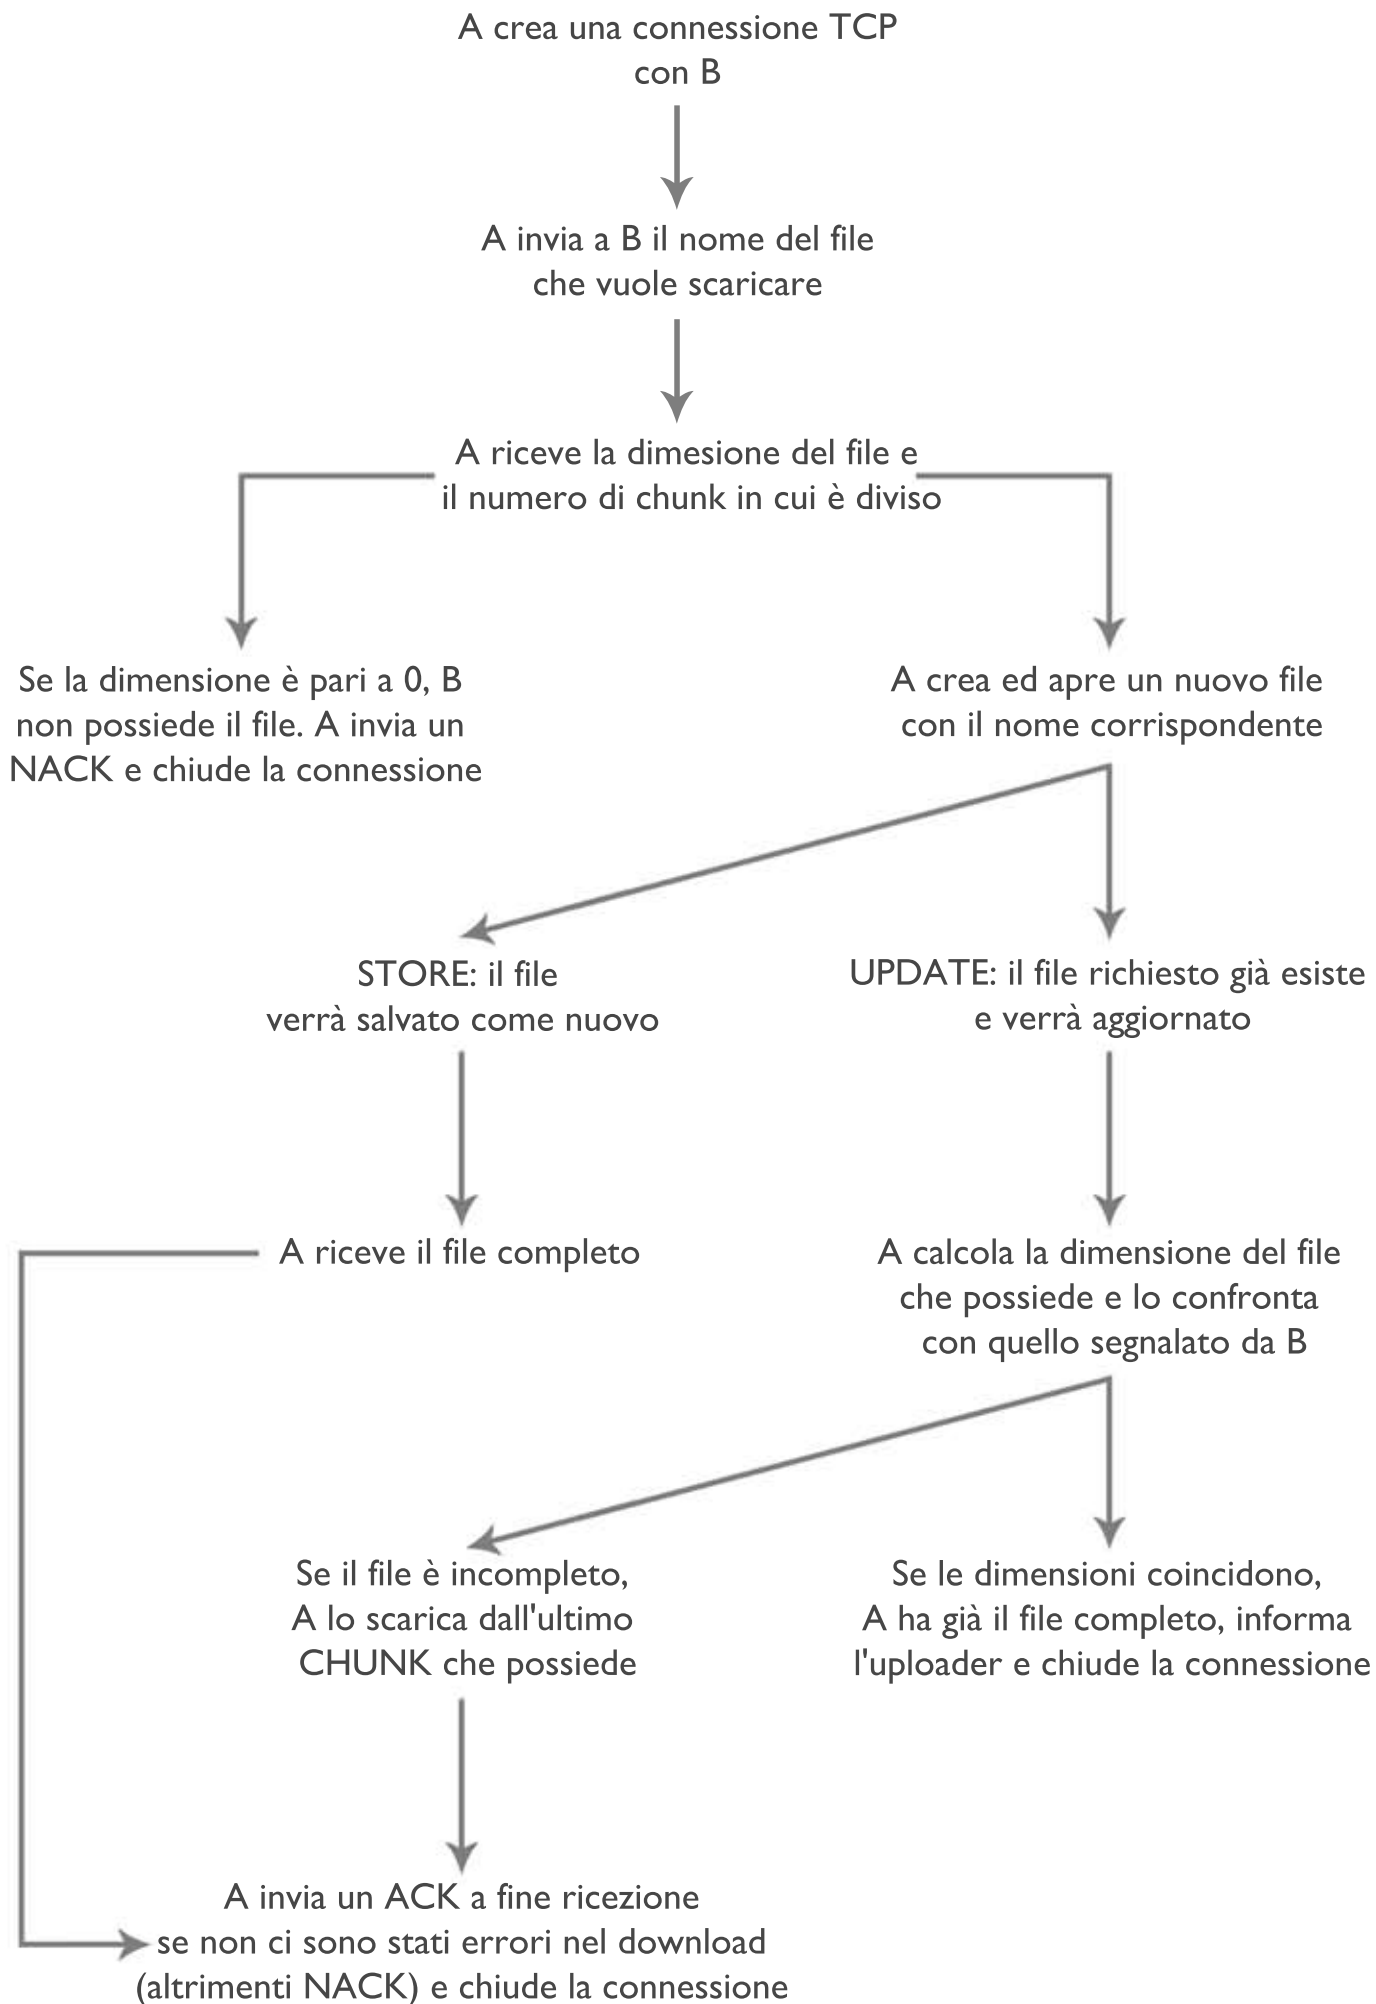 A crea una connessione TCP
con B
A invia a B il nome del file
che vuole scaricare
A riceve la dimesione del file e
il numero di chunk in cui è diviso
Se la dimensione è pari a 0, B
non possiede il file. A invia un
NACK e chiude la connessione
A crea ed apre un nuovo file
con il nome corrispondente
STORE: il file
verrà salvato come nuovo
UPDATE: il file richiesto già esiste
e verrà aggiornato
A riceve il file completo
A calcola la dimensione del file
che possiede e lo confronta
con quello segnalato da B
Se il file è incompleto,
A lo scarica dall'ultimo
CHUNK che possiede
Se le dimensioni coincidono,
A ha già il file completo, informa
l'uploader e chiude la connessione
A invia un ACK a fine ricezione
se non ci sono stati errori nel download
(altrimenti NACK) e chiude la connessione